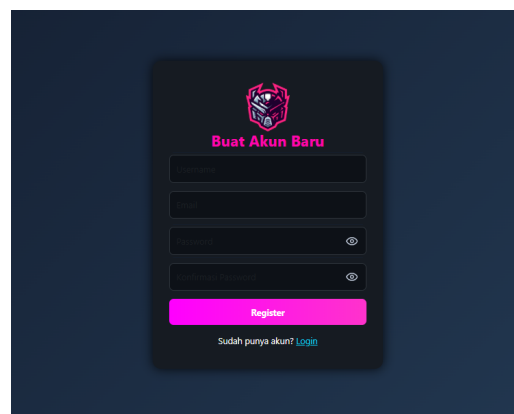 Buat Akun Baru
Username
Email
Password
Konfirmasi Password
Register
Sudah punya akun? Login